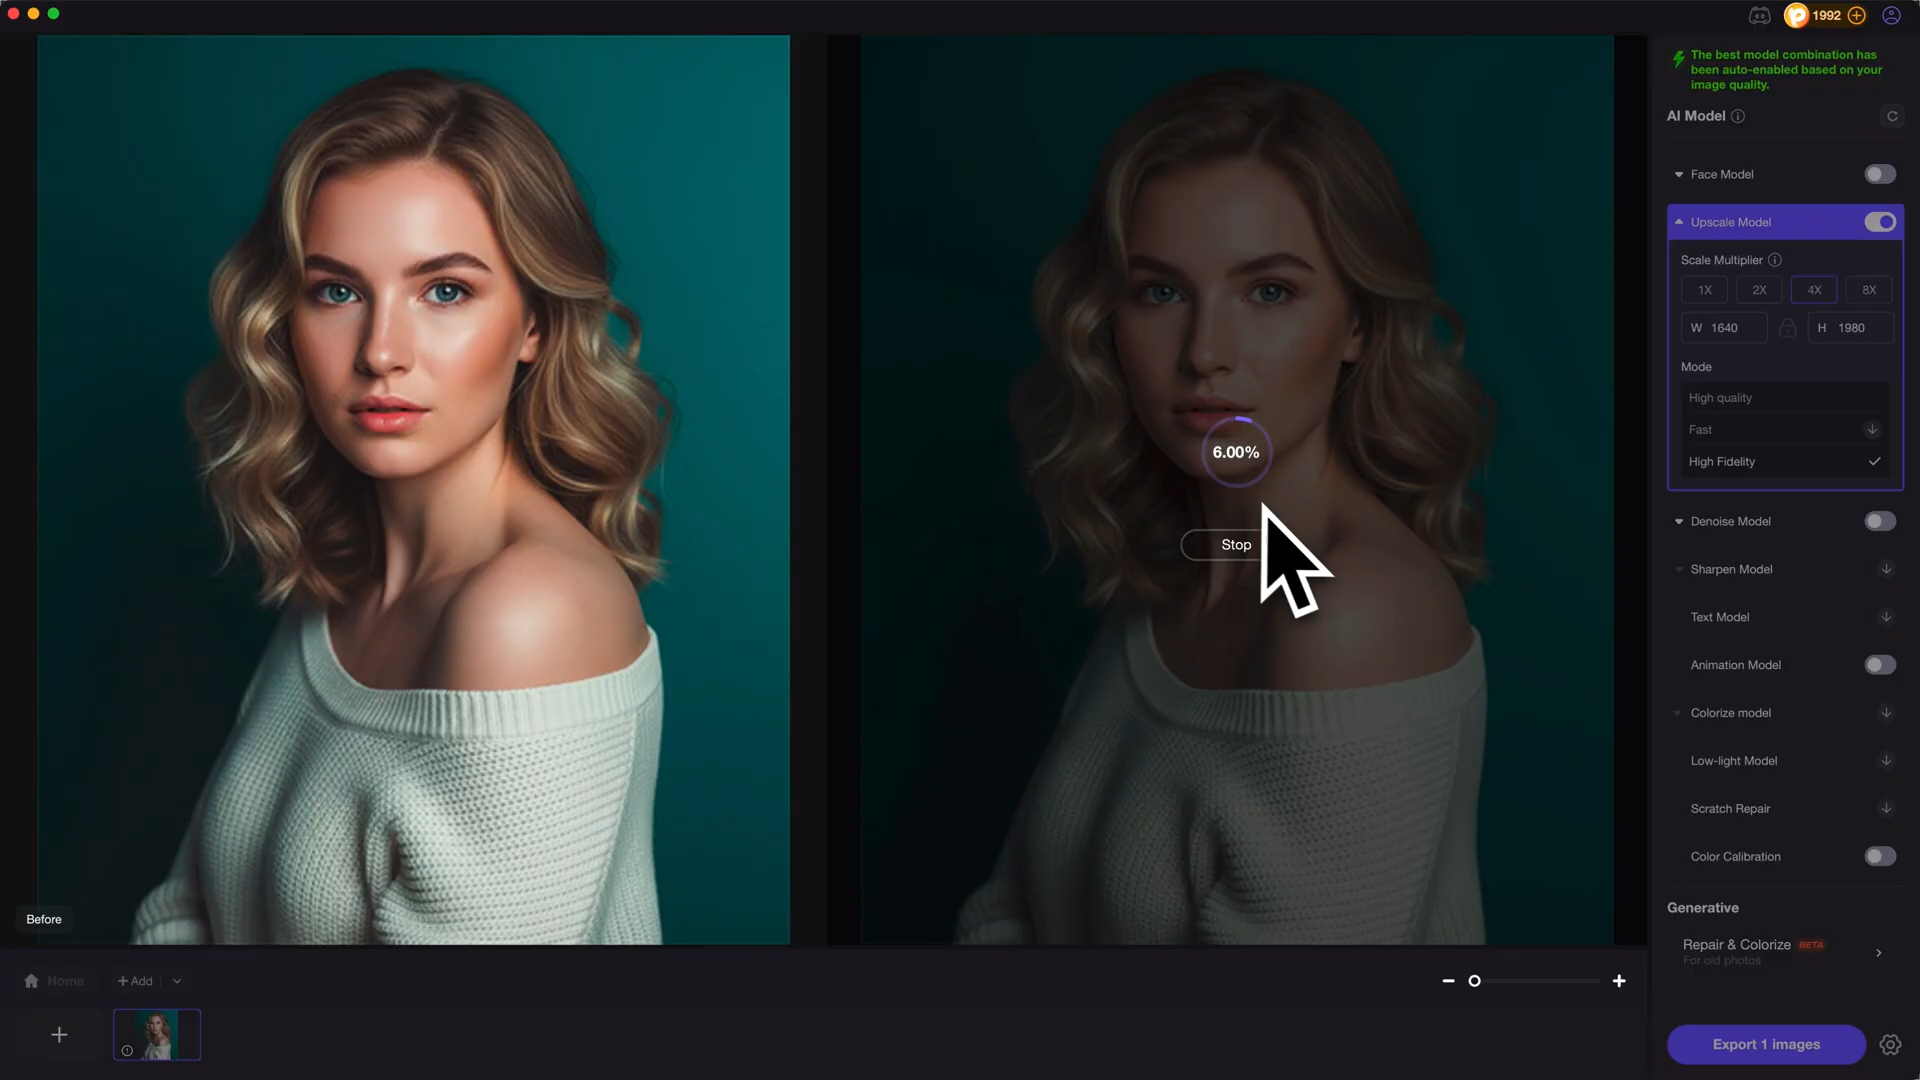 1992
The best model combination has
been auto-enabled based on your
image quality.
AI Model
Face Model
Upscale Model
Scale Multiplier
1X 2X 4X 8X
W 1640 H 1980
Mode
High quality
Fast
High Fidelity
Denoise Model
Sharpen Model
Text Model
Animation Model
Colorize model
Low-light Model
Scratch Repair
Color Calibration
Generative
Repair & Colorize BETA
For old photos
Export 1 images
6.00%
Stop
Before
Home
Add